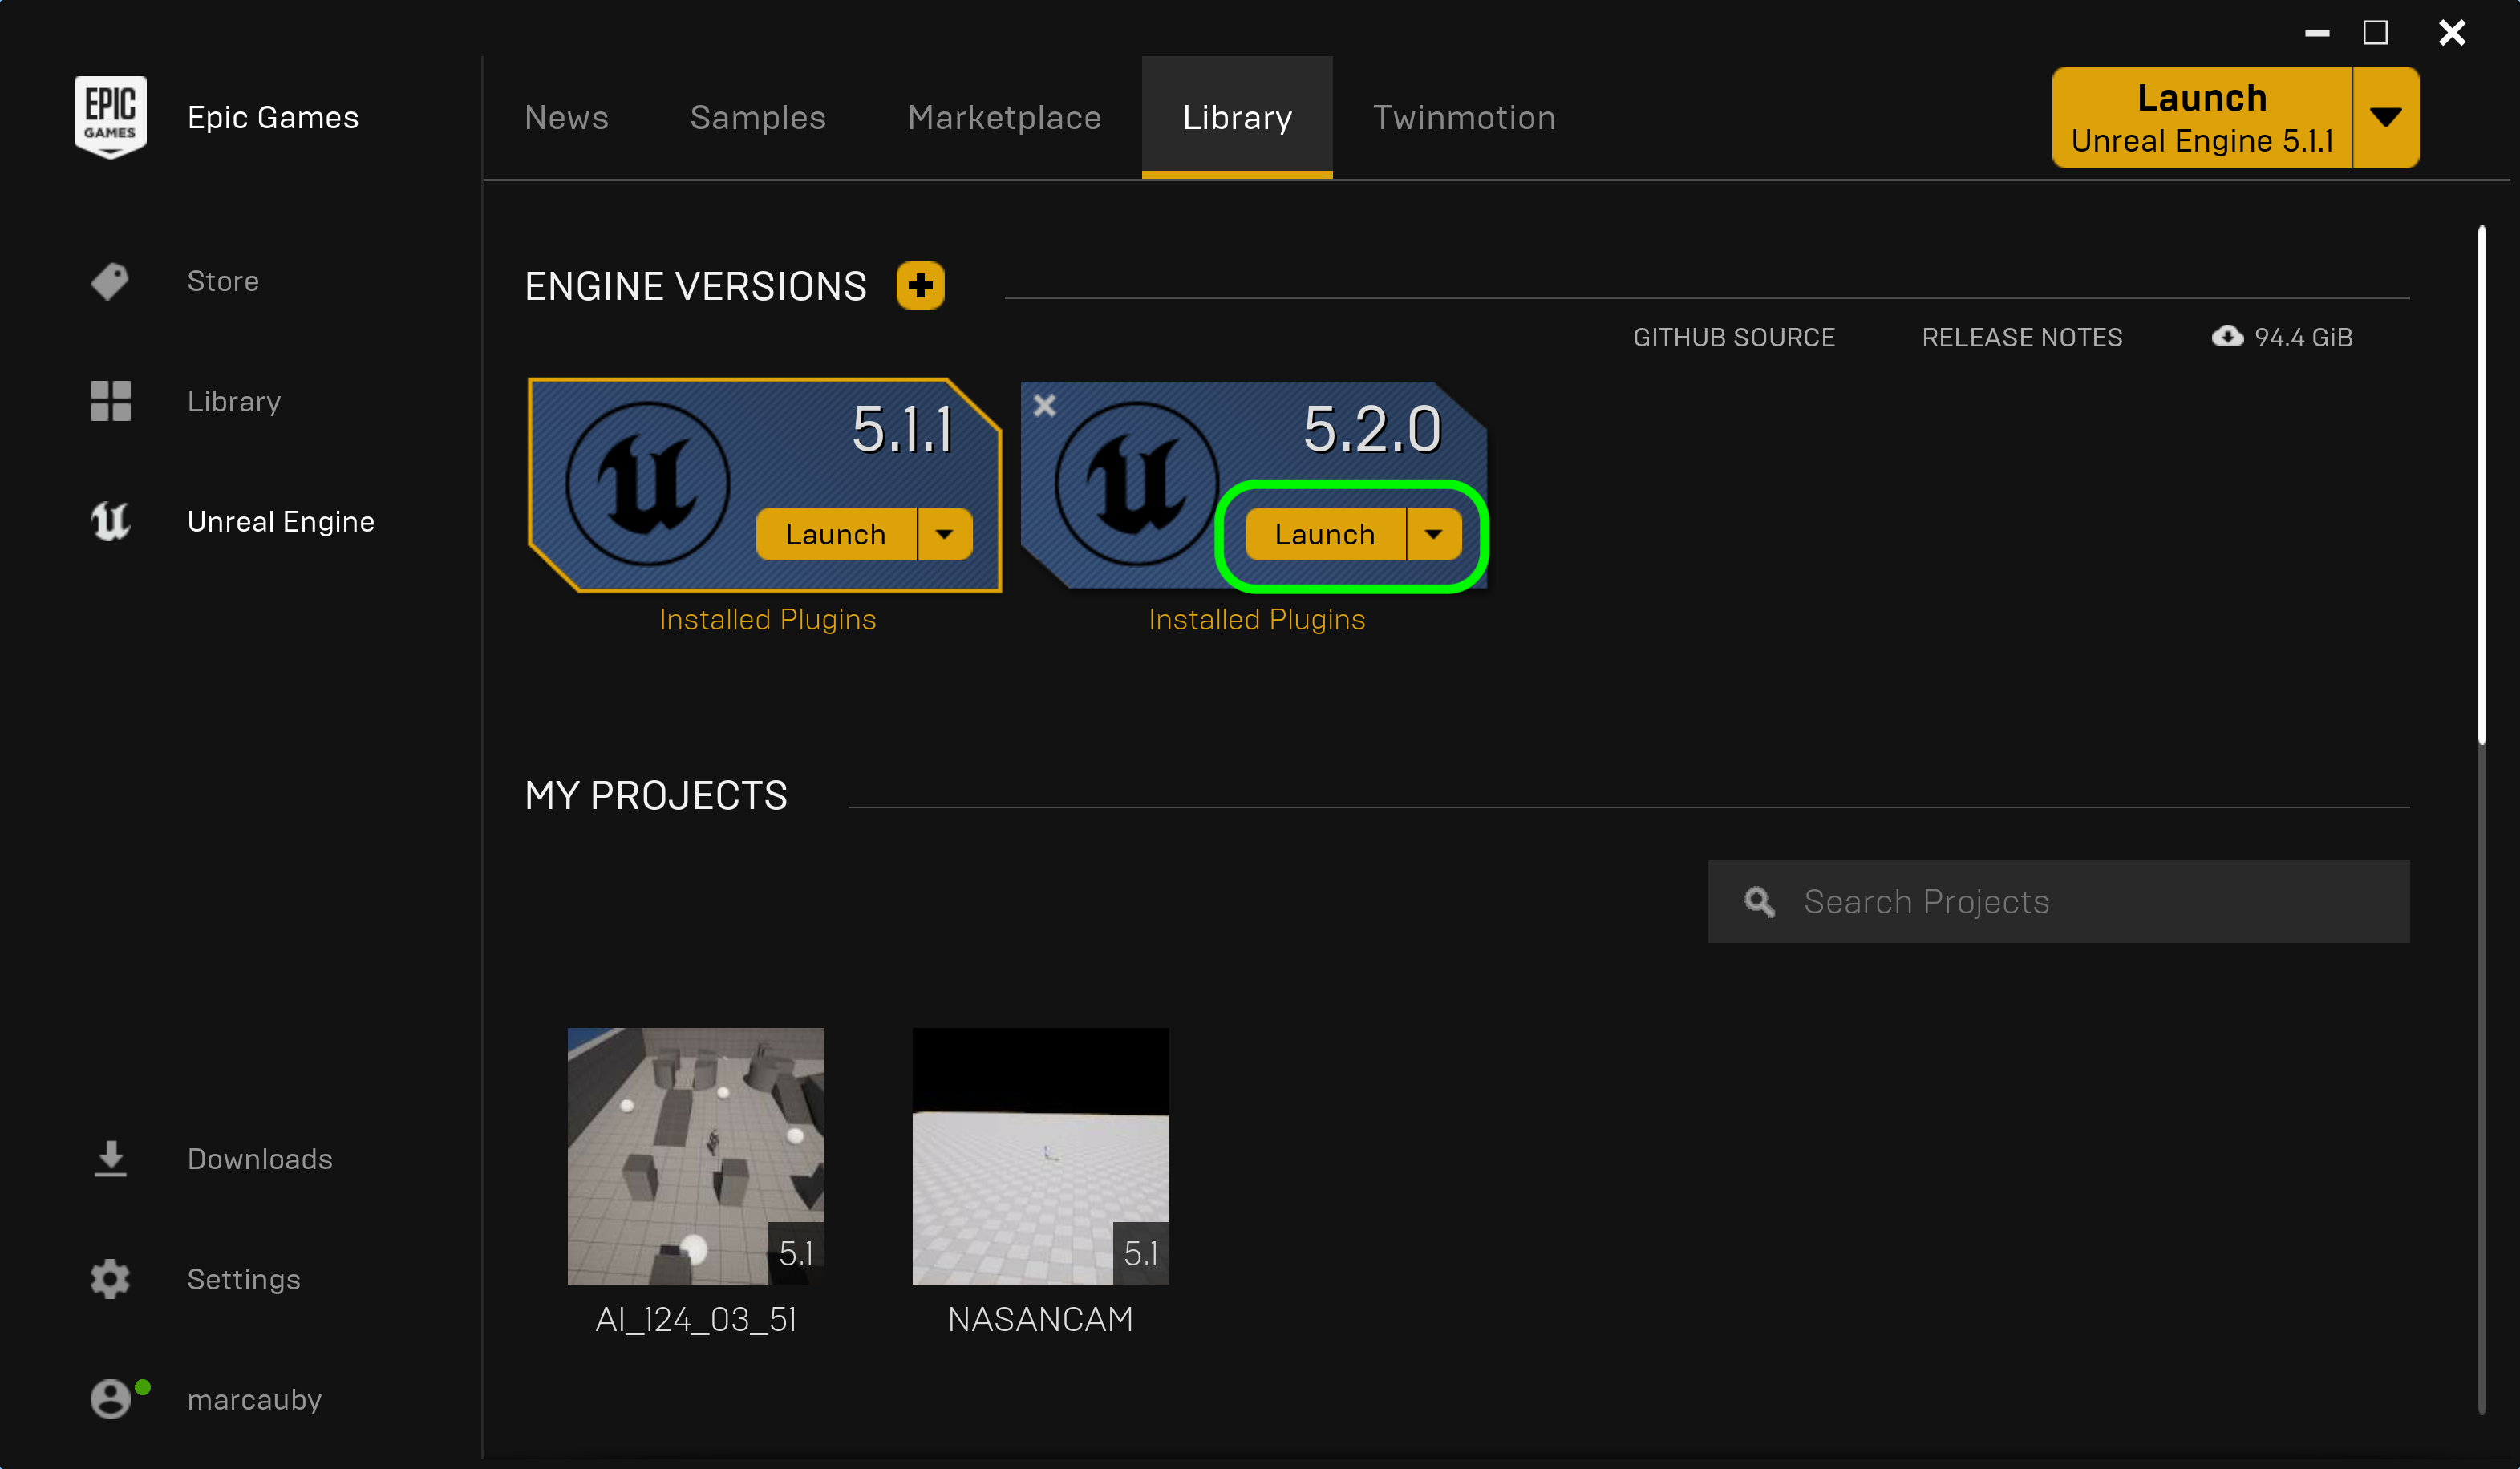 EPIC
GAMES
Epic Games
News
Samples
Marketplace
Library
Twinmotion
Launch
Unreal Engine 5.1.1
Store
Library
Unreal Engine
Downloads
Settings
marcauby
ENGINE VERSIONS
GITHUB SOURCE
RELEASE NOTES
94.4 GiB
5.1.1
Launch
Installed Plugins
5.2.0
Launch
Installed Plugins
MY PROJECTS
Search Projects
5.1
AI_124_03_51
5.1
NASANCAM